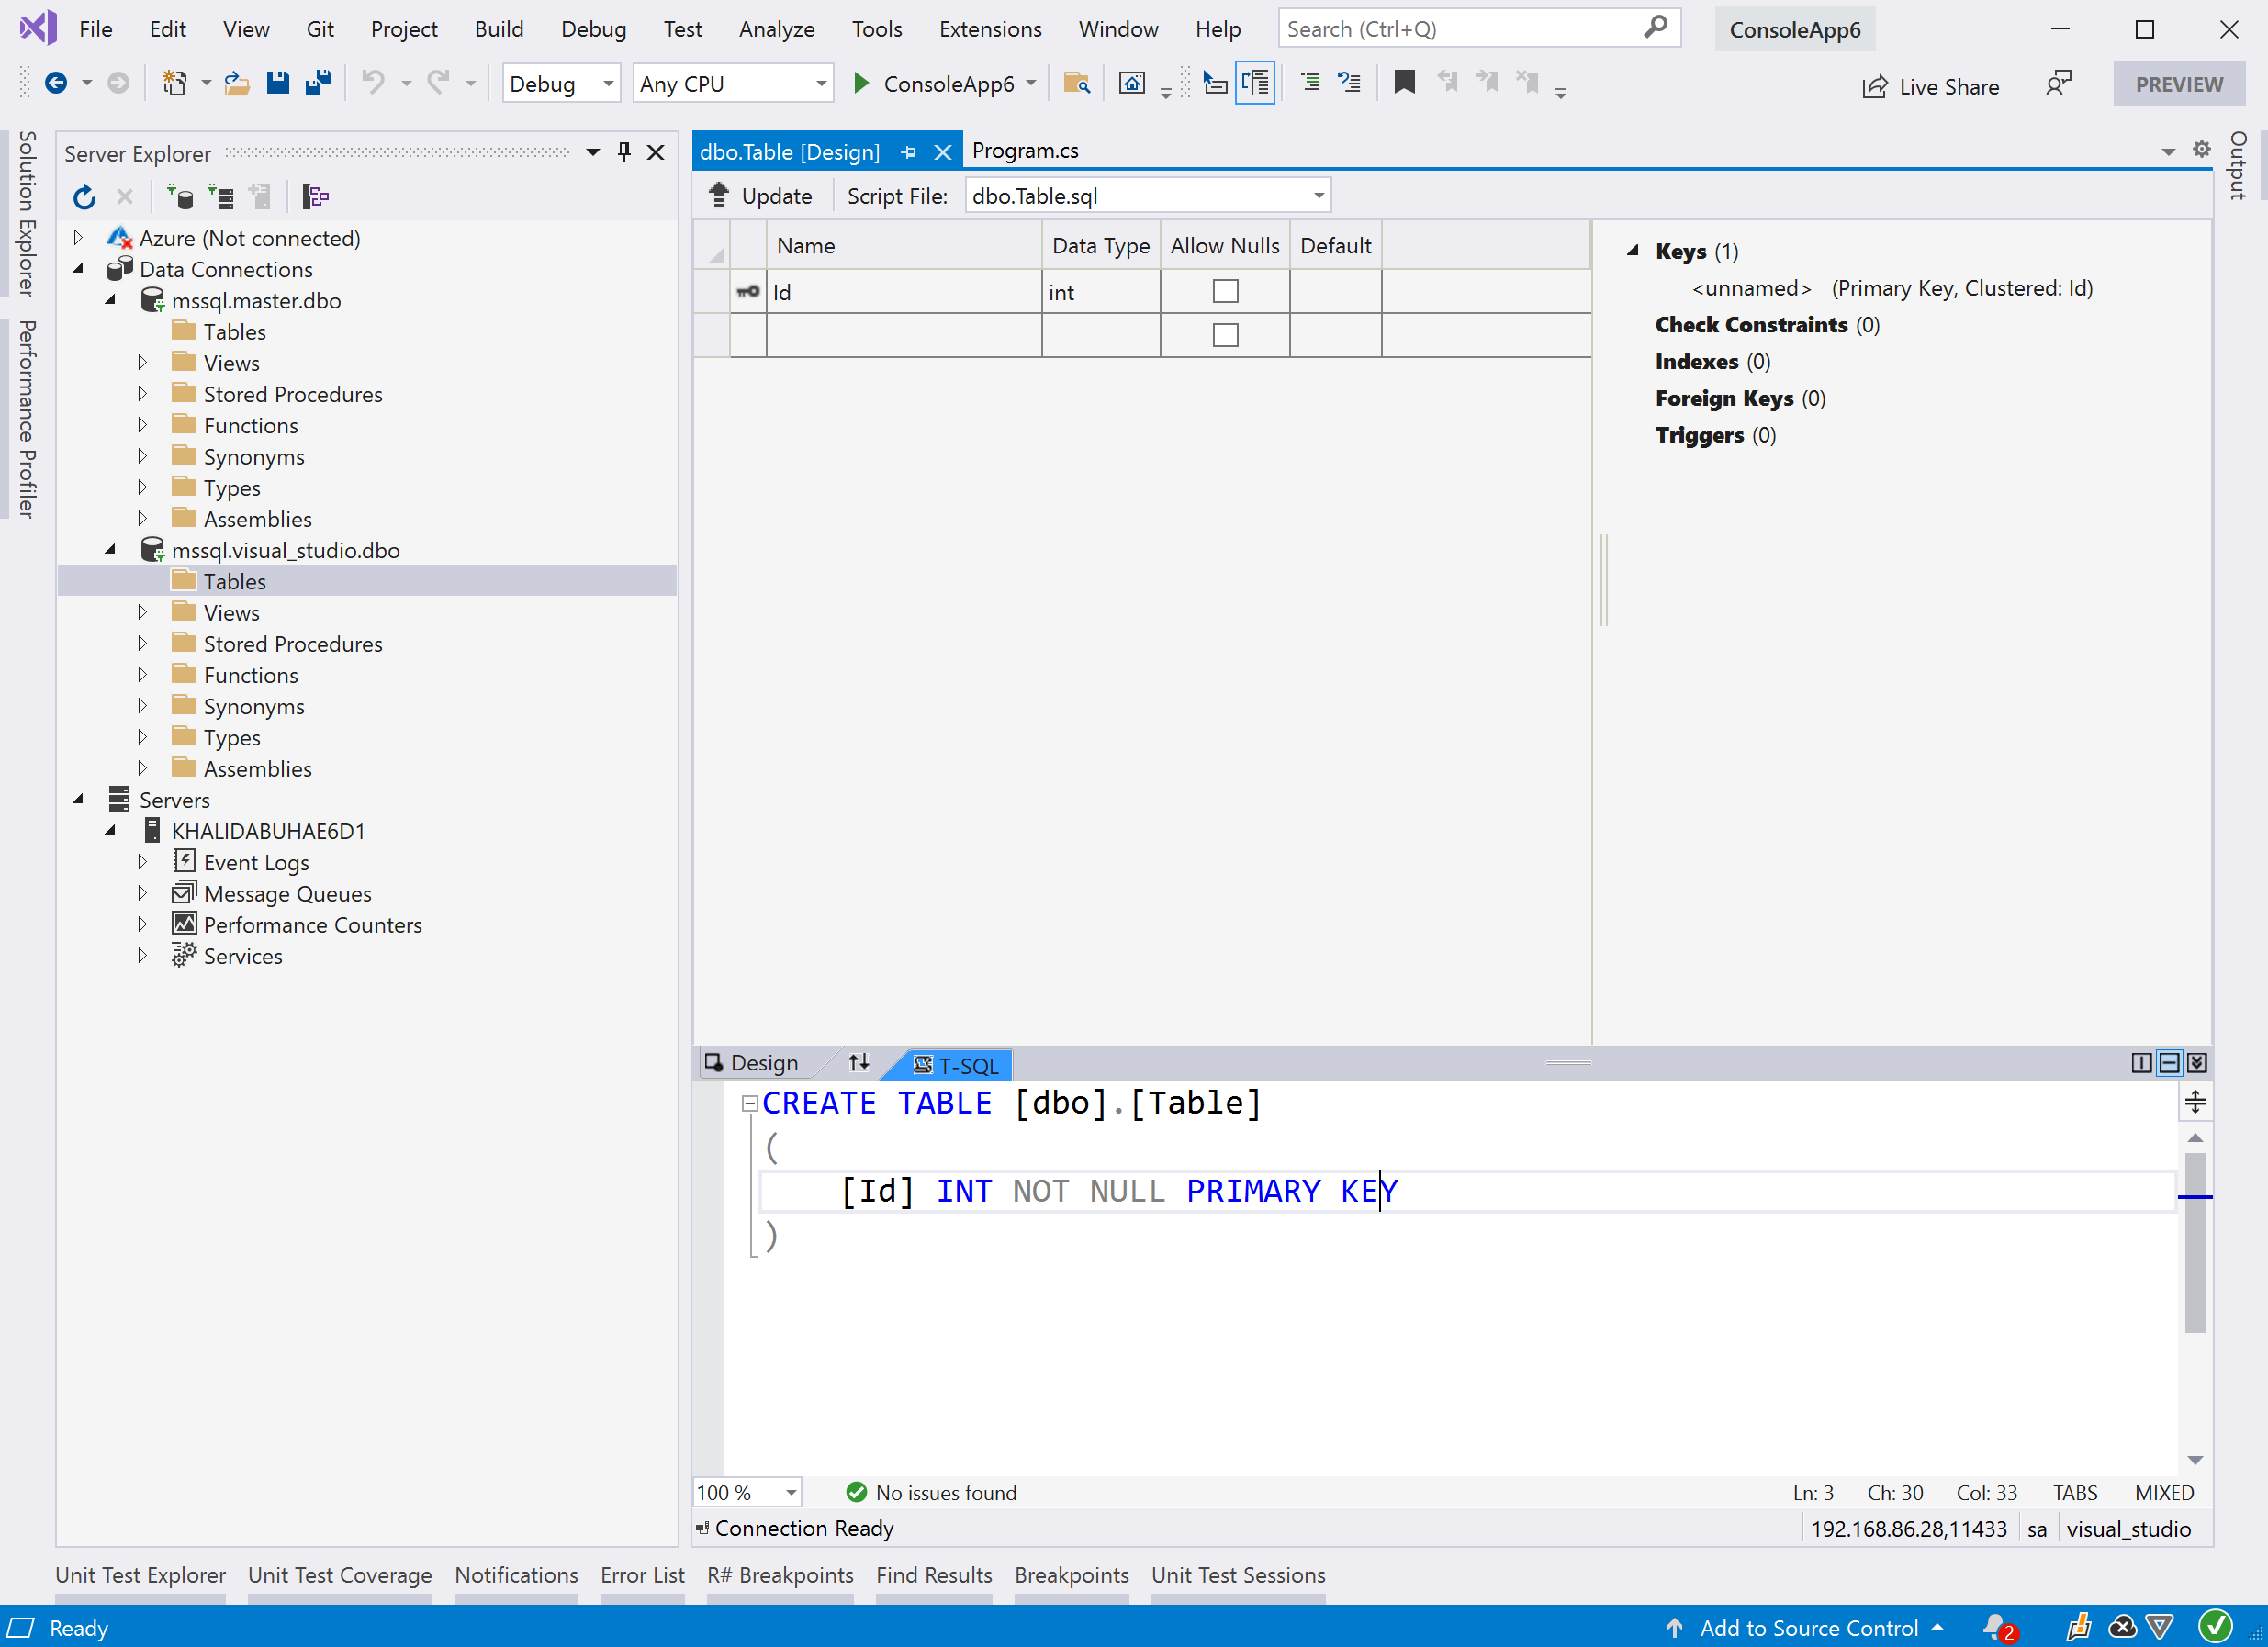 File Edit View Git Project Build Debug Test Analyze Tools Extensions Window Help Search (Ctrl+Q) ConsoleApp6
Debug Any CPU ConsoleApp6 Live Share PREVIEW
Solution Explorer
Performance Profiler
Server Explorer
Azure (Not connected)
Data Connections
mssql.master.dbo
Tables
Views
Stored Procedures
Functions
Synonyms
Types
Assemblies
mssql.visual_studio.dbo
Tables
Views
Stored Procedures
Functions
Synonyms
Types
Assemblies
Servers
KHALIDABUHAE6D1
Event Logs
Message Queues
Performance Counters
Services
dbo.Table [Design] Program.cs
Update Script File: dbo.Table.sql
Name Data Type Allow Nulls Default
Id int
Keys (1)
<unnamed> (Primary Key, Clustered: Id)
Check Constraints (0)
Indexes (0)
Foreign Keys (0)
Triggers (0)
Output
Design T-SQL
CREATE TABLE [dbo].[Table]
(
[Id] INT NOT NULL PRIMARY KEY
)
100 % No issues found Ln: 3 Ch: 30 Col: 33 TABS MIXED
Connection Ready 192.168.86.28,11433 sa visual_studio
Unit Test Explorer Unit Test Coverage Notifications Error List R# Breakpoints Find Results Breakpoints Unit Test Sessions
Ready Add to Source Control 2